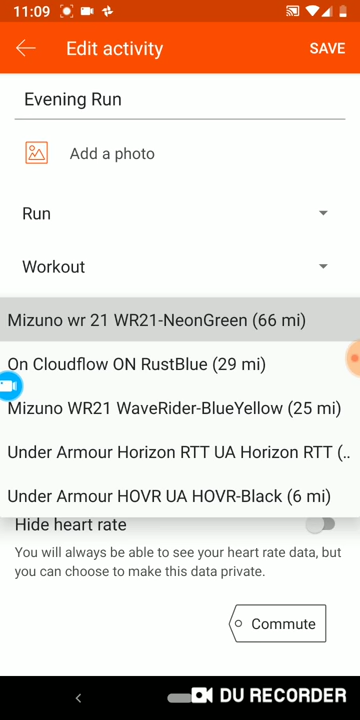 11:09
Edit activity
SAVE
Evening Run
Add a photo
Run
Workout
Mizuno wr 21 WR21-NeonGreen (66 mi)
On Cloudflow ON RustBlue (29 mi)
Mizuno WR21 WaveRider-BlueYellow (25 mi)
Under Armour Horizon RTT UA Horizon RTT (..
Under Armour HOVR UA HOVR-Black (6 mi)
Hide heart rate
You will always be able to see your heart rate data, but
you can choose to make this data private.
Commute
DU RECORDER